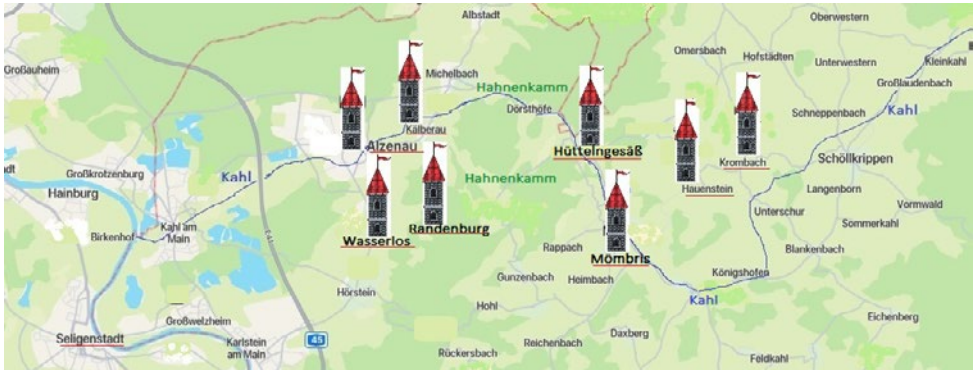 Albstadt
Oberwestern
Großauheim
Michelbach
Omersbach
Hofstädten
Unterwestern
Kleinkahl
Großlaudenbach
Hahnenkamm
Dörsthöfe
Kahl
Schneppenbach
Kälberau
Alzenau
Hüttelngesäß
Krombach
Schöllkrippen
Großkrotzenburg
Kahl
Hahnenkamm
Hauenstein
Langenborn
Hainburg
Vormwald
Unterschur
Sommerkahl
Birkenhof
Kahl am
Main
Wasserlos
Randenburg
Rappach
Mömbris
Blankenbach
Königshofen
Gunzenbach
Heimbach
Hörstein
Kahl
Hohl
Eichenberg
Großwelzheim
Daxberg
Seligenstadt
45
Karlstein
am Main
Reichenbach
Rückersbach
Feldkahl